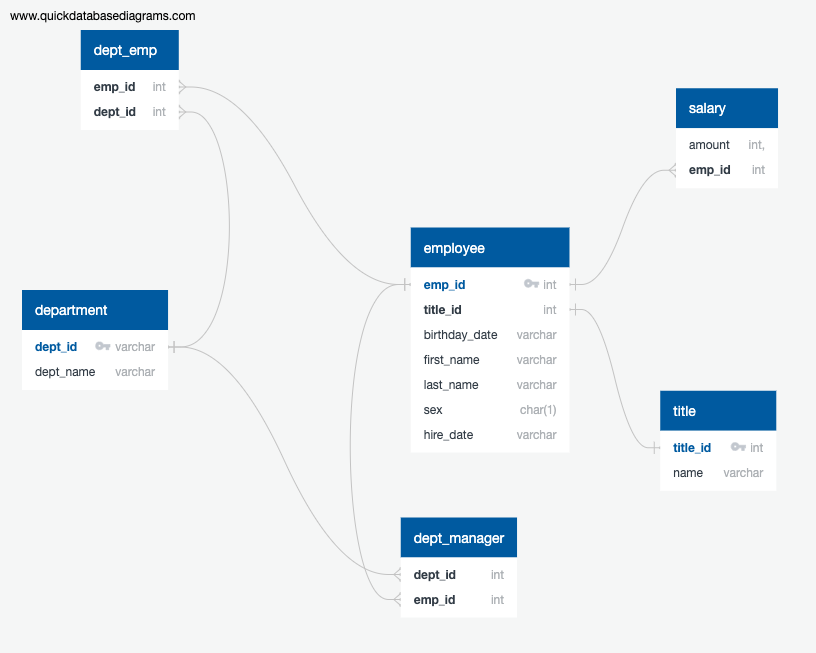 www.quickdatabasediagrams.com
dept_emp
emp_id int
dept_id int
salary
amount int,
emp_id int
employee
emp_id int
title_id int
birthday_date varchar
first_name varchar
last_name varchar
sex char(1)
hire_date varchar
department
dept_id varchar
dept_name varchar
title
title_id int
name varchar
dept_manager
dept_id int
emp_id int